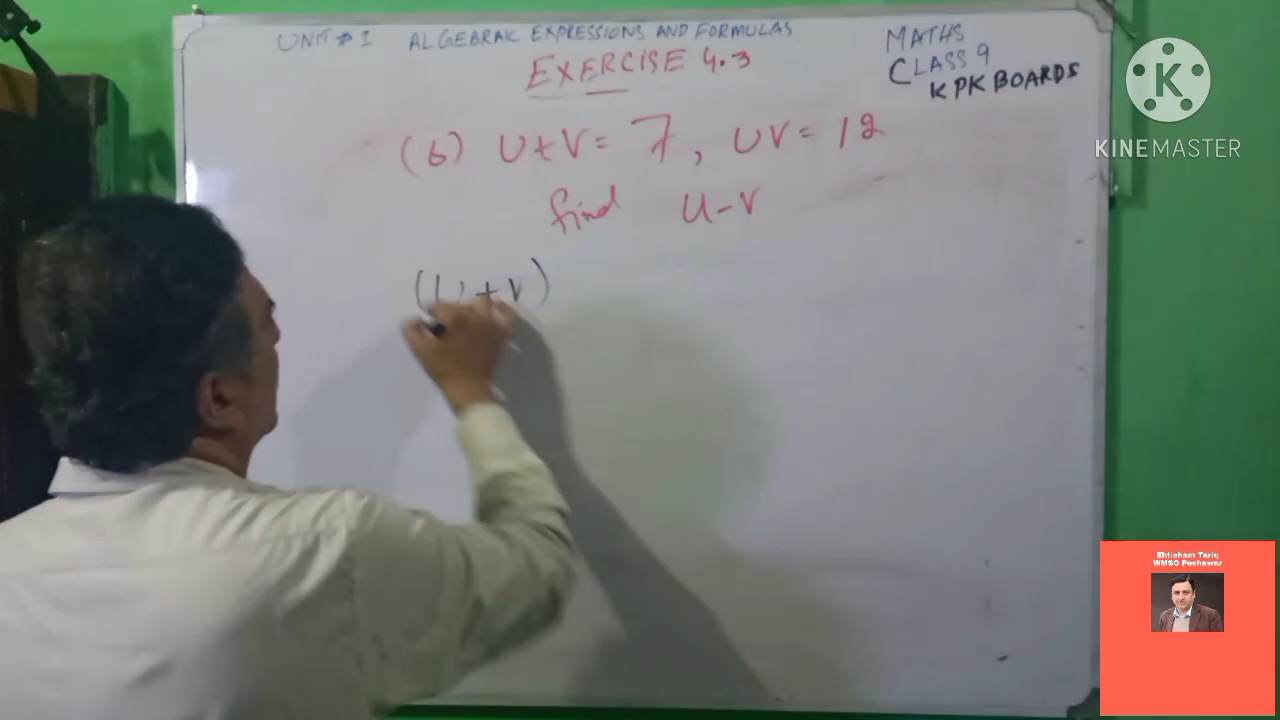 UNIT # 1 ALGEBRAIC EXPRESSIONS AND FORMULAS
EXERCISE 4.3
MATHS
CLASS 9
KPK BOARDS
K
KINEMASTER
(6) U+V= 7, UV= 12
find U-V
(U+V)
Ehtisham Tariq
WMSO Peshawar